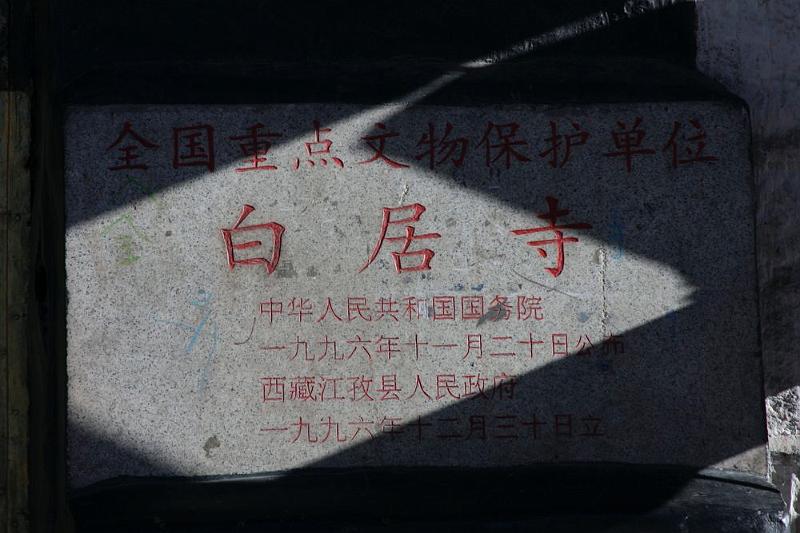 全国重点文物保护单位
白居寺
中华人民共和国国务院
一九九六年十一月二十日公布
西藏江孜县人民政府
一九九六年十二月三十日立